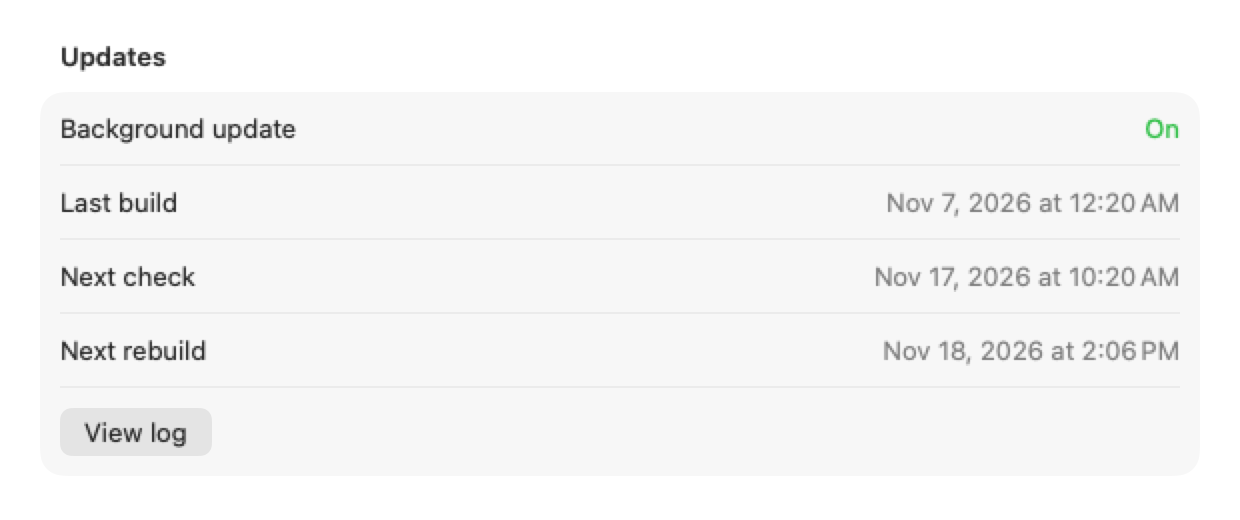 Updates
Background update On
Last build Nov 7, 2026 at 12:20 AM
Next check Nov 17, 2026 at 10:20 AM
Next rebuild Nov 18, 2026 at 2:06 PM
View log